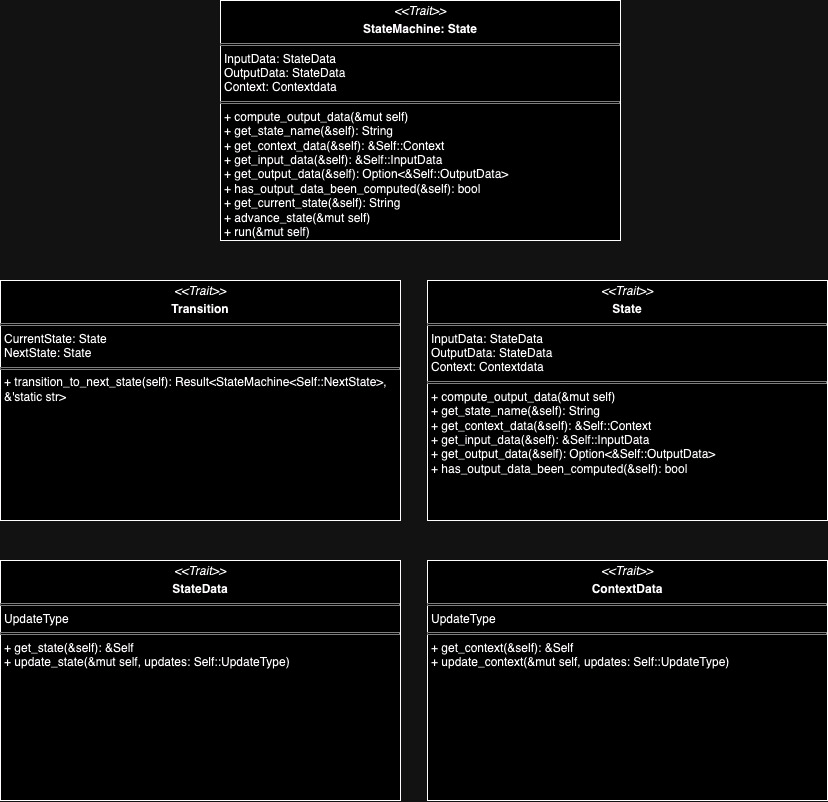 <<Trait>>
StateMachine: State
InputData: StateData
OutputData: StateData
Context: Contextdata
+ compute_output_data(&mut self)
+ get_state_name(&self): String
+ get_context_data(&self): &Self::Context
+ get_input_data(&self): &Self::InputData
+ get_output_data(&self): Option<&Self::OutputData>
+ has_output_data_been_computed(&self): bool
+ get_current_state(&self): String
+ advance_state(&mut self)
+ run(&mut self)
<<Trait>>
Transition
CurrentState: State
NextState: State
+ transition_to_next_state(self): Result<StateMachine<Self::NextState>,
&'static str>
<<Trait>>
State
InputData: StateData
OutputData: StateData
Context: Contextdata
+ compute_output_data(&mut self)
+ get_state_name(&self): String
+ get_context_data(&self): &Self::Context
+ get_input_data(&self): &Self::InputData
+ get_output_data(&self): Option<&Self::OutputData>
+ has_output_data_been_computed(&self): bool
<<Trait>>
StateData
UpdateType
+ get_state(&self): &Self
+ update_state(&mut self, updates: Self::UpdateType)
<<Trait>>
ContextData
UpdateType
+ get_context(&self): &Self
+ update_context(&mut self, updates: Self::UpdateType)